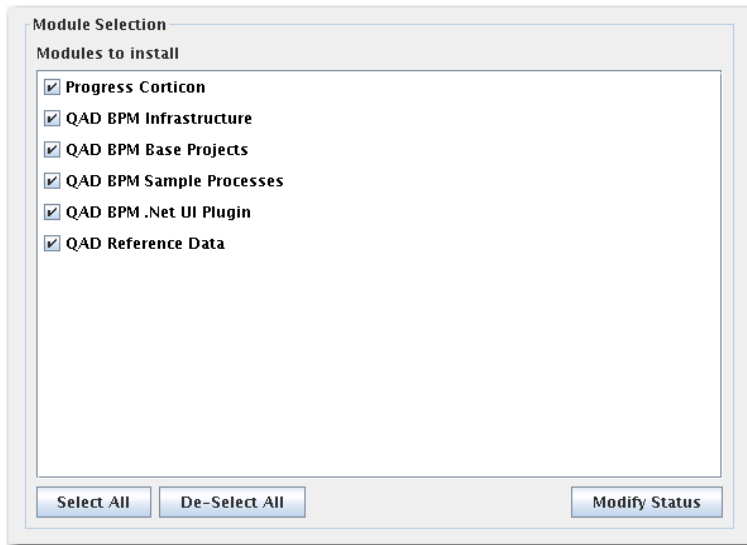 Module Selection
Modules to install
Progress Corticon
QAD BPM Infrastructure
QAD BPM Base Projects
QAD BPM Sample Processes
QAD BPM .Net UI Plugin
QAD Reference Data
Select All De-Select All Modify Status